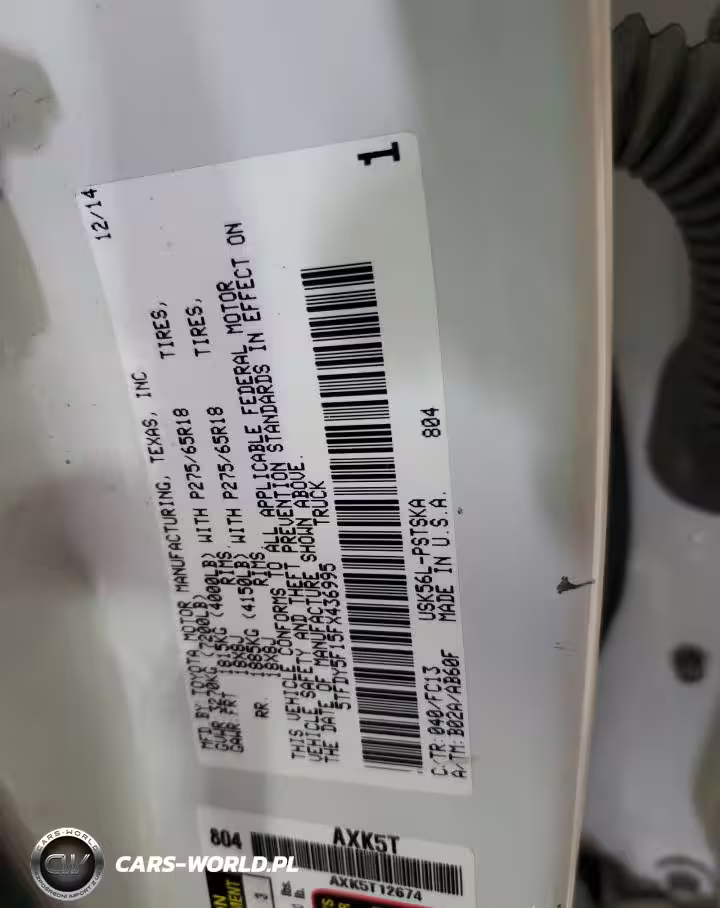 12/14
1
MFD. BY TOYOTA MOTOR MANUFACTURING, TEXAS, INC
GVWR 3270KG (7200LB)
GAWR FRT 1815KG (4000LB) WITH P275/65R18 TIRES,
18X8J RIMS
RR. 1885KG (4150LB) WITH P275/65R18 TIRES,
18X8J RIMS.
THIS VEHICLE CONFORMS TO ALL APPLICABLE FEDERAL MOTOR
VEHICLE SAFETY AND THEFT PREVENTION STANDARDS IN EFFECT ON
THE DATE OF MANUFACTURE SHOWN ABOVE.
5TFDY5F15FX436995 TRUCK
C/TR:040/FC13 USK56L-PSTSKA 804
A/TM:B02A/AB60F MADE IN U.S.A.
804 AXK5T
AXK5T12674
CARS-WORLD
CW
CARS-WORLD.PL